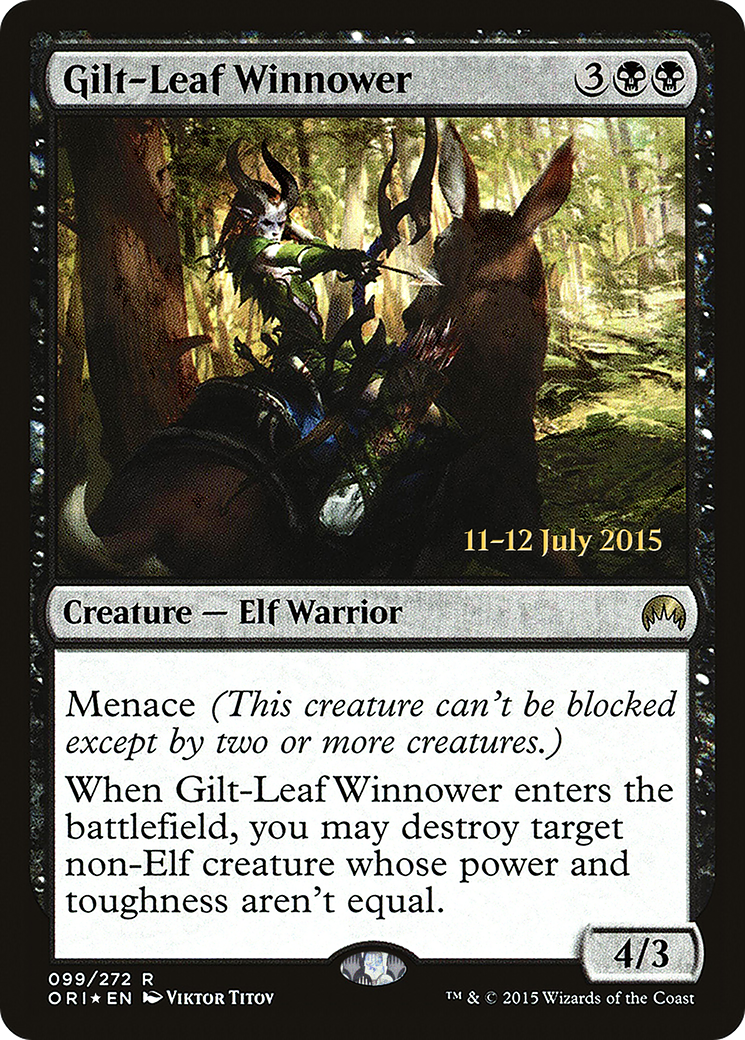 Gilt-Leaf Winnower 3
11–12 July 2015
Creature — Elf Warrior
Menace (This creature can't be blocked
except by two or more creatures.)
When Gilt-Leaf Winnower enters the
battlefield, you may destroy target
non-Elf creature whose power and
toughness aren't equal.
4/3
099/272 R
ORI★EN Viktor Titov
™ & © 2015 Wizards of the Coast